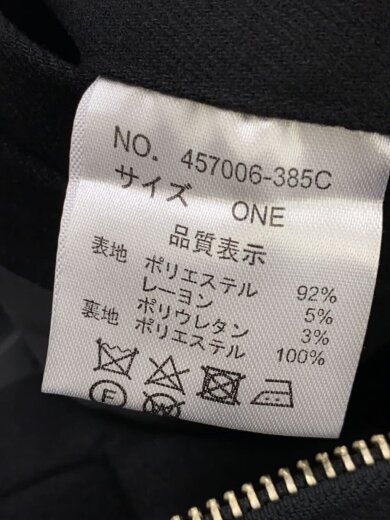 NO. 457006-385C
サイズ ONE
品質表示
表地 ポリエステル 92%
レーヨン 5%
ポリウレタン 3%
裏地 ポリエステル 100%
F W